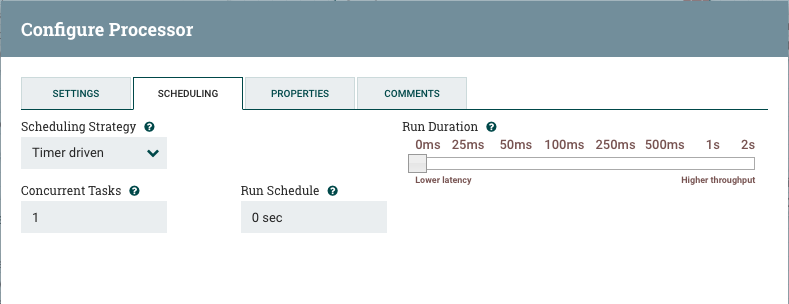 Configure Processor
SETTINGS SCHEDULING PROPERTIES COMMENTS
Scheduling Strategy ? Run Duration ?
Timer driven 0ms 25ms 50ms 100ms 250ms 500ms 1s 2s
Lower latency Higher throughput
Concurrent Tasks ? Run Schedule ?
1 0 sec